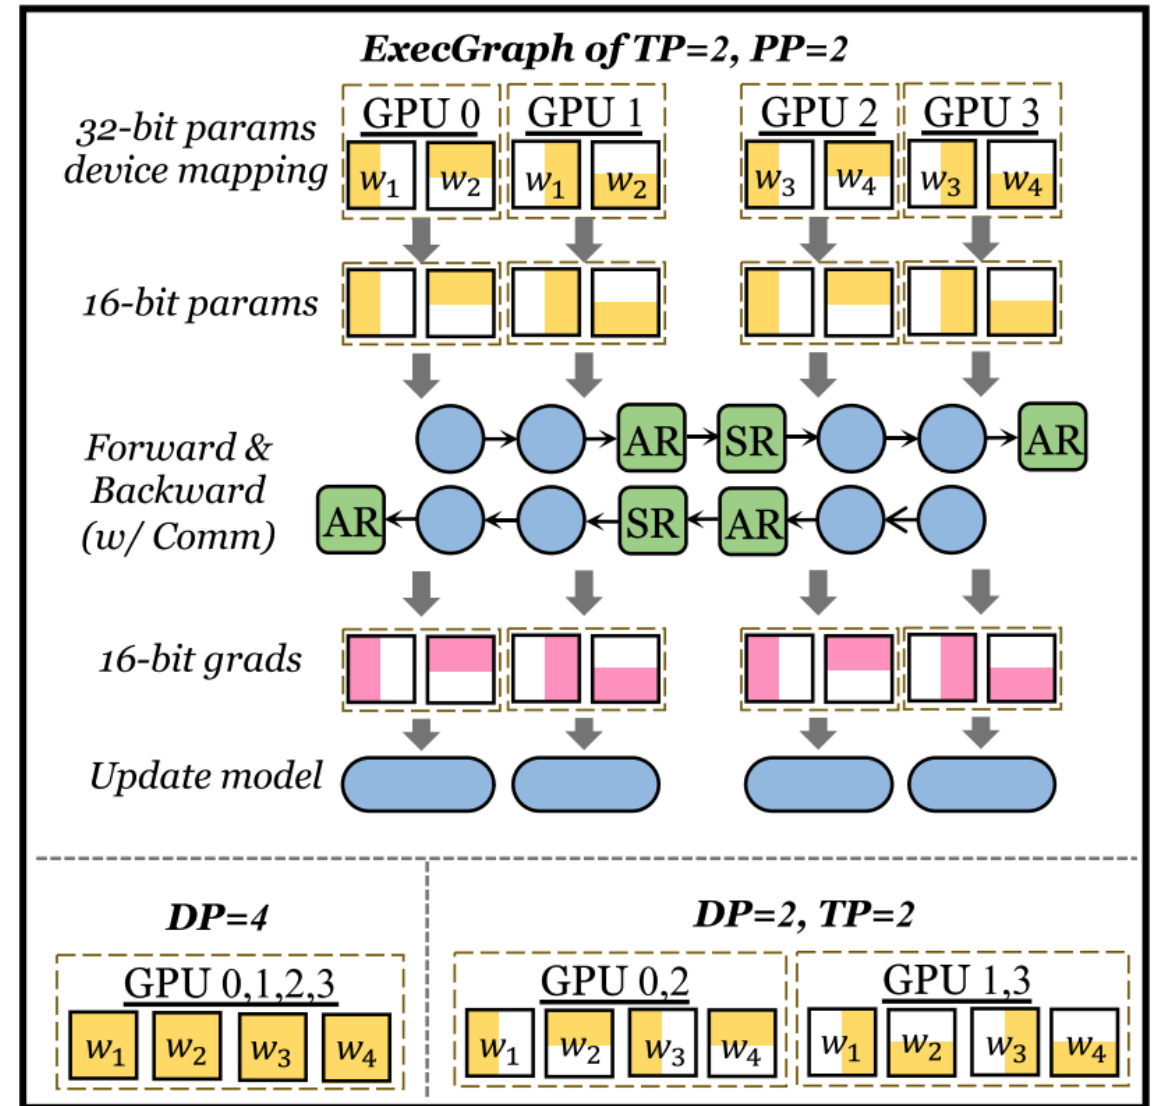 ExecGraph of TP=2, PP=2
GPU 0 GPU 1 GPU 2 GPU 3
32-bit params
device mapping
w₁ w₂ w₁ w₂ w₃ w₄ w₃ w₄
16-bit params
Forward &
Backward
(w/ Comm)
AR SR AR
AR SR AR
16-bit grads
Update model
DP=4
GPU 0,1,2,3
w₁ w₂ w₃ w₄
DP=2, TP=2
GPU 0,2 GPU 1,3
w₁ w₂ w₃ w₄ w₁ w₂ w₃ w₄